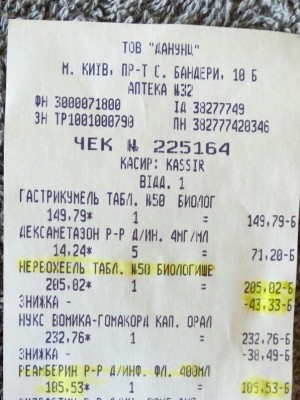 ТОВ "ДАНУНЦ"
М. КИЇВ, ПР-Т С. БАНДЕРИ, 10 Б
АПТЕКА №32
ФН 3000071800 ІД 38277749
ЗН ТР1001000790 ПН 382777420346
ЧЕК № 225164
КАСИР: KASSIR
ВІДД. 1
ГАСТРИКУМЕЛЬ ТАБЛ. N50 БИОЛОГ
149,79* 1 = 149,79-Б
ДЕКСАМЕТАЗОН Р-Р Д/ИН. 4МГ/МЛ
14,24* 5 = 71,20-Б
НЕРВОХЕЕЛЬ ТАБЛ. N50 БИОЛОГИШЕ
205,02* 1 = 205,02-Б
ЗНИЖКА - -43,33-Б
НУКС ВОМИКА-ГОМАКОРД КАП. ОРАЛ
232,76* 1 = 232,76-Б
ЗНИЖКА - -38,49-Б
РЕАМБЕРИН Р-Р Д/ИНФ. ФЛ. 400МЛ
105,53* 1 = 105,53-Б